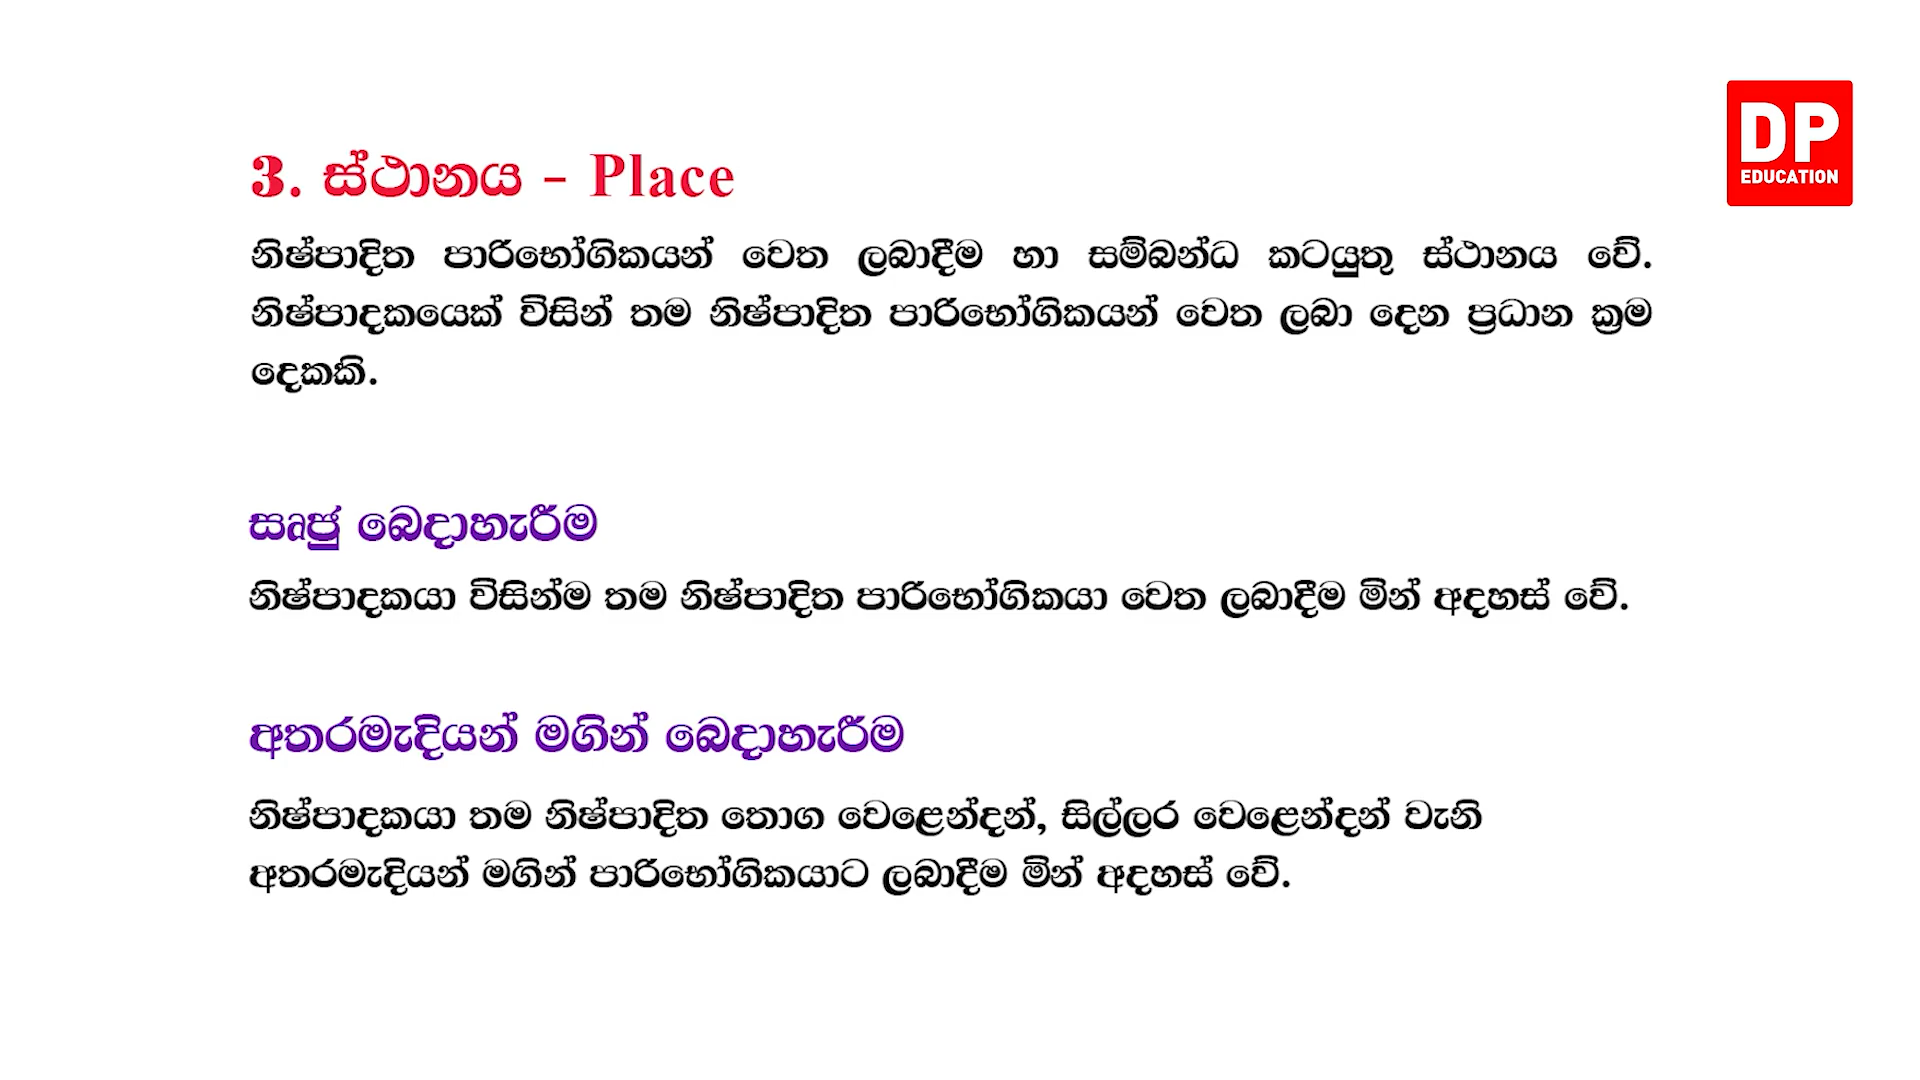 DP
EDUCATION
3. ස්ථානය - Place
නිෂ්පාදිත පාරිභෝගිකයන් වෙත ලබාදීම හා සම්බන්ධ කටයුතු ස්ථානය වේ.
නිෂ්පාදකයෙක් විසින් තම නිෂ්පාදිත පාරිභෝගිකයන් වෙත ලබා දෙන ප්‍රධාන ක්‍රම
දෙකකි.
සෘජු බෙදාහැරීම
නිෂ්පාදකයා විසින්ම තම නිෂ්පාදිත පාරිභෝගිකයා වෙත ලබාදීම මින් අදහස් වේ.
අතරමැදියන් මගින් බෙදාහැරීම
නිෂ්පාදකයා තම නිෂ්පාදිත තොග වෙළෙන්දන්, සිල්ලර වෙළෙන්දන් වැනි
අතරමැදියන් මගින් පාරිභෝගිකයාට ලබාදීම මින් අදහස් වේ.